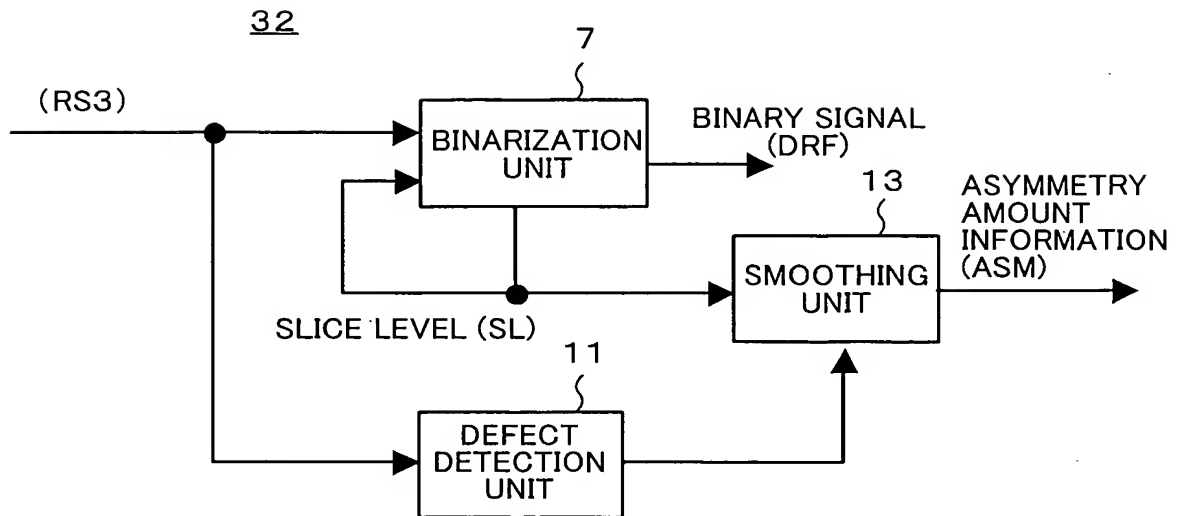 32
7
(RS3)
BINARIZATION
UNIT
BINARY SIGNAL
(DRF)
13
ASYMMETRY
AMOUNT
INFORMATION
(ASM)
SMOOTHING
UNIT
SLICE LEVEL (SL)
11
DEFECT
DETECTION
UNIT